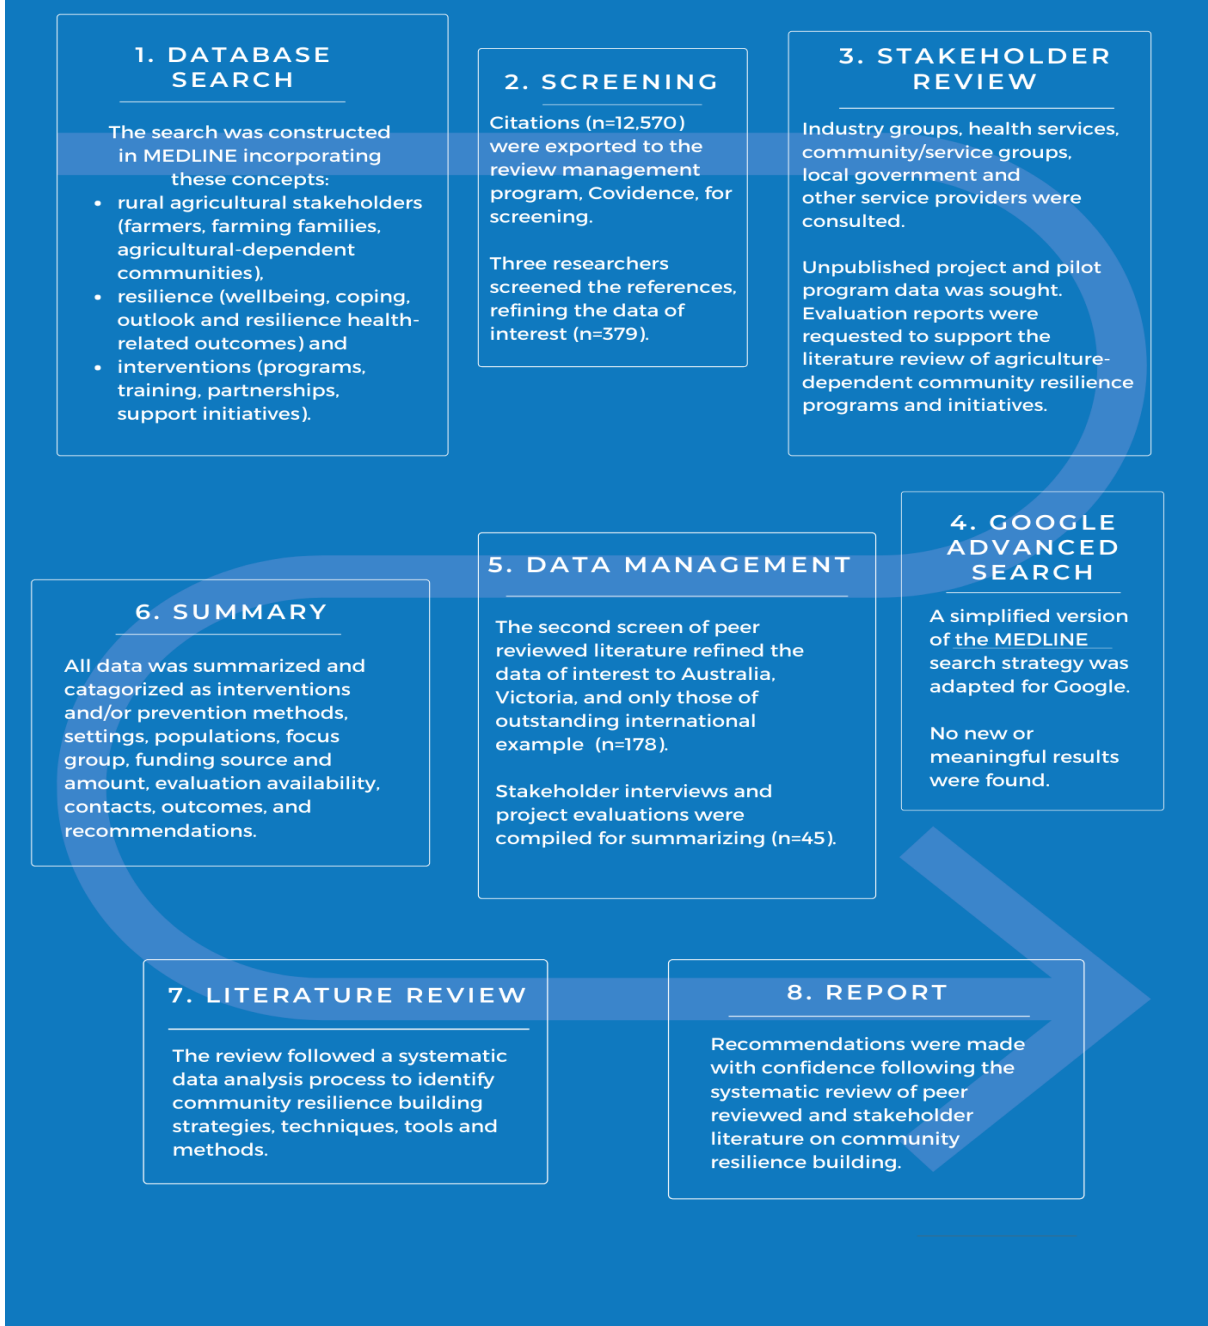 1. DATABASE
SEARCH
The search was constructed
in MEDLINE incorporating
these concepts:
• rural agricultural stakeholders
(farmers, farming families,
agricultural-dependent
communities),
• resilience (wellbeing, coping,
outlook and resilience health-
related outcomes) and
• interventions (programs,
training, partnerships,
support initiatives).
2. SCREENING
Citations (n=12,570)
were exported to the
review management
program, Covidence, for
screening.
Three researchers
screened the references,
refining the data of
interest (n=379).
3. STAKEHOLDER
REVIEW
Industry groups, health services,
community/service groups,
local government and
other service providers were
consulted.
Unpublished project and pilot
program data was sought.
Evaluation reports were
requested to support the
literature review of agriculture-
dependent community resilience
programs and initiatives.
4. GOOGLE
ADVANCED
SEARCH
A simplified version
of the MEDLINE
search strategy was
adapted for Google.
No new or
meaningful results
were found.
5. DATA MANAGEMENT
The second screen of peer
reviewed literature refined the
data of interest to Australia,
Victoria, and only those of
outstanding international
example (n=178).
Stakeholder interviews and
project evaluations were
compiled for summarizing (n=45).
6. SUMMARY
All data was summarized and
catagorized as interventions
and/or prevention methods,
settings, populations, focus
group, funding source and
amount, evaluation availability,
contacts, outcomes, and
recommendations.
7. LITERATURE REVIEW
The review followed a systematic
data analysis process to identify
community resilience building
strategies, techniques, tools and
methods.
8. REPORT
Recommendations were made
with confidence following the
systematic review of peer
reviewed and stakeholder
literature on community
resilience building.